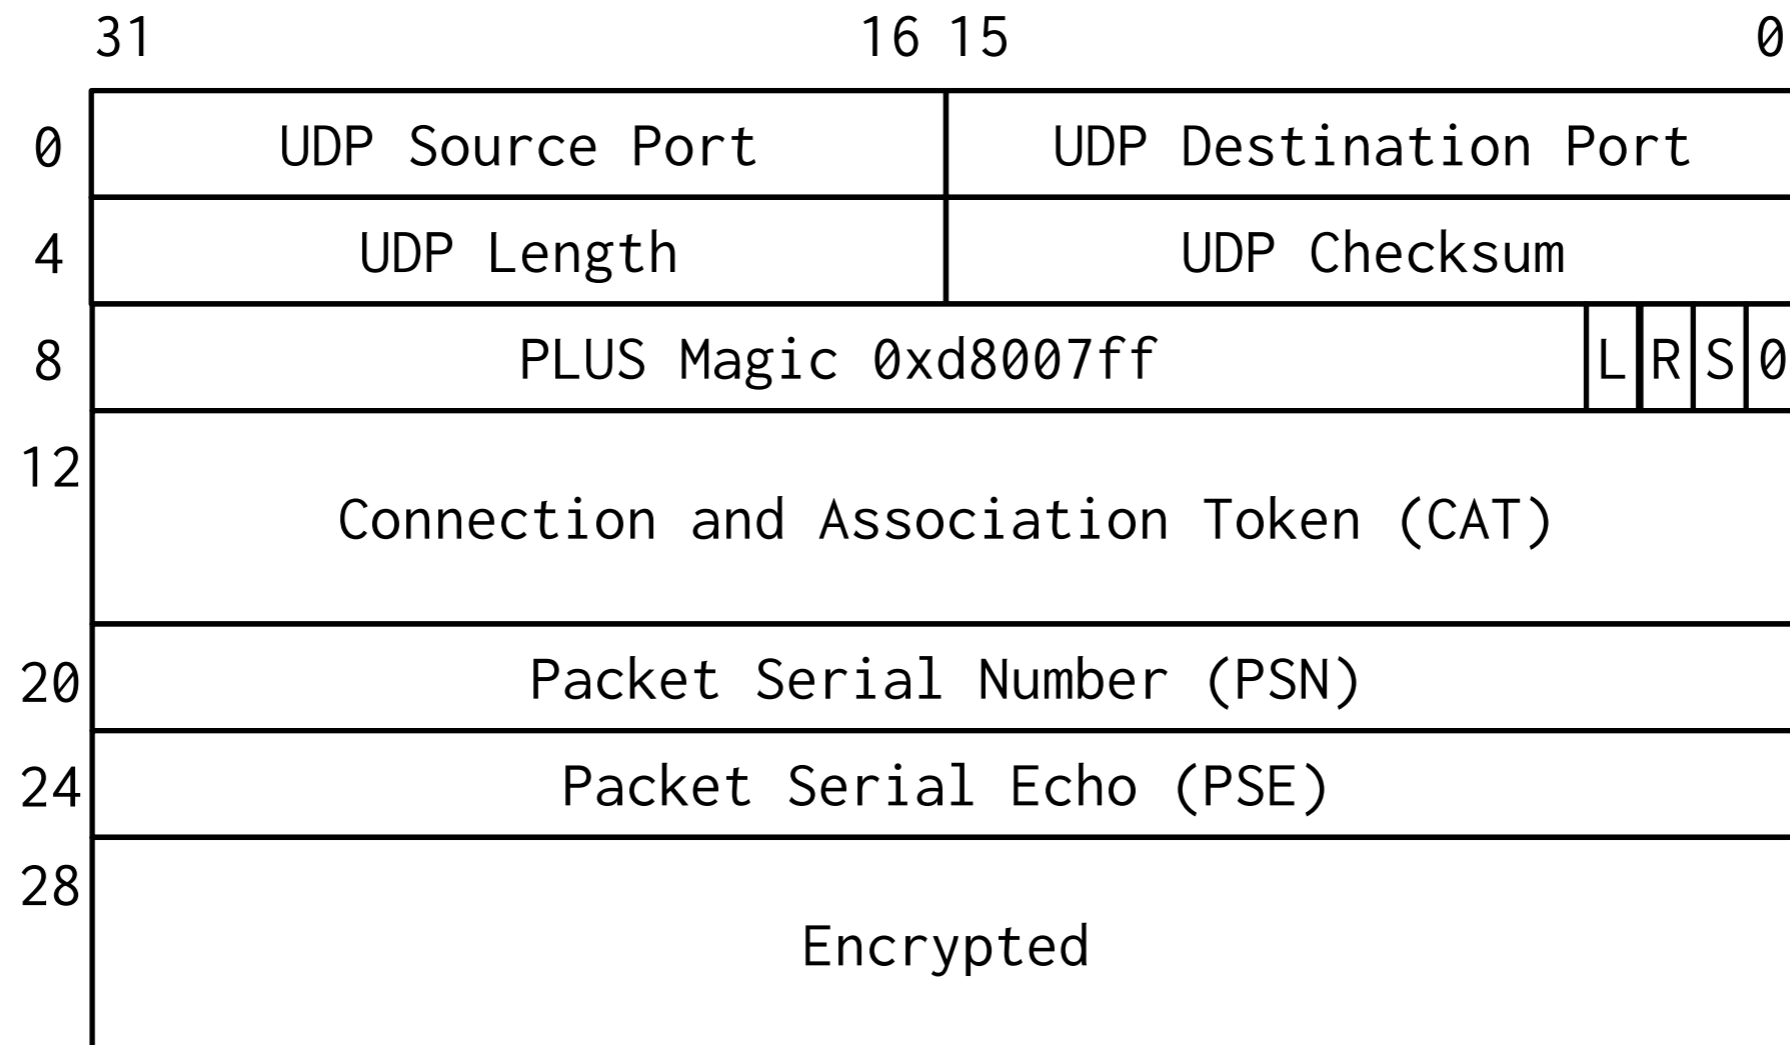 31 16 15 0
0 UDP Source Port UDP Destination Port
4 UDP Length UDP Checksum
8 PLUS Magic 0xd8007ff L R S 0
12
Connection and Association Token (CAT)
20 Packet Serial Number (PSN)
24 Packet Serial Echo (PSE)
28
Encrypted